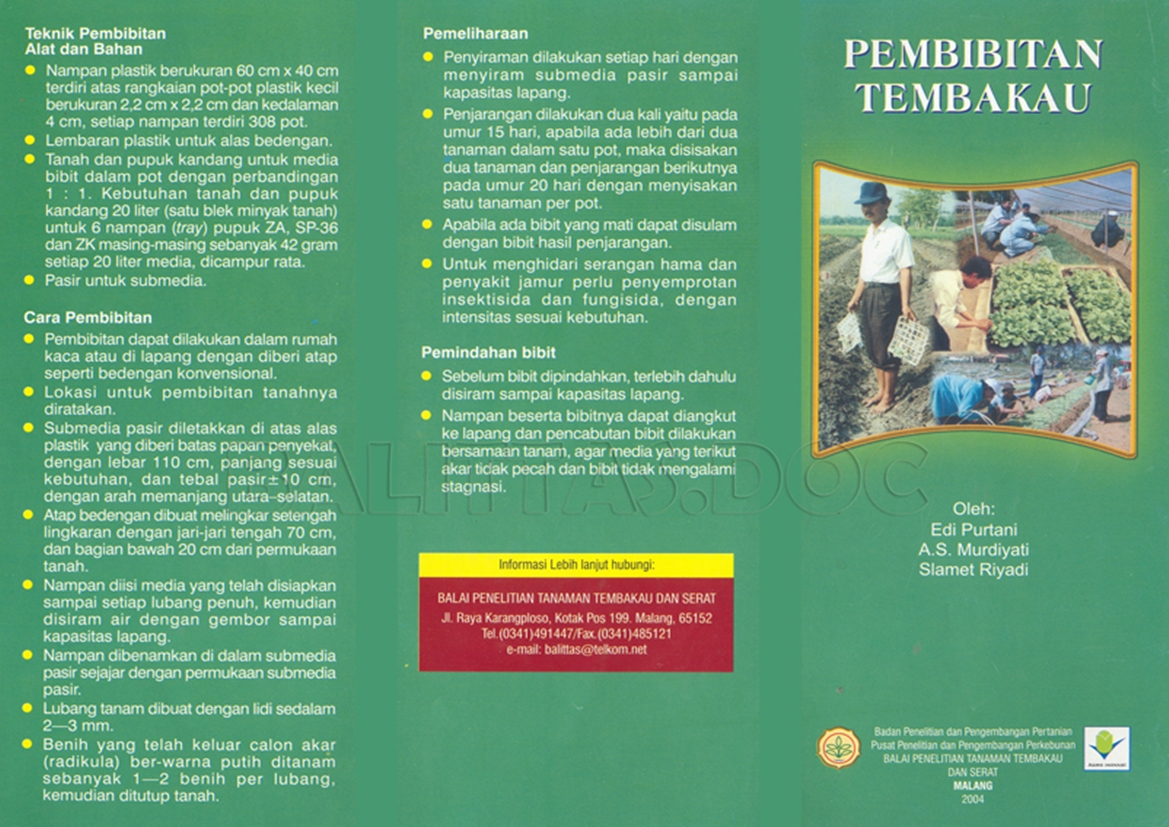 Teknik Pembibitan
Alat dan Bahan
Nampan plastik berukuran 60 cm x 40 cm
terdiri atas rangkaian pot-pot plastik kecil
berukuran 2,2 cm x 2,2 cm dan kedalaman
4 cm, setiap nampan terdiri 308 pot.
Lembaran plastik untuk alas bedengan.
Tanah dan pupuk kandang untuk media
bibit dalam pot dengan perbandingan
1 : 1. Kebutuhan tanah dan pupuk
kandang 20 liter (satu blek minyak tanah)
untuk 6 nampan (tray) pupuk ZA, SP-36
dan ZK masing-masing sebanyak 42 gram
setiap 20 liter media, dicampur rata.
Pasir untuk submedia.
Cara Pembibitan
Pembibitan dapat dilakukan dalam rumah
kaca atau di lapang dengan diberi atap
seperti bedengan konvensional.
Lokasi untuk pembibitan tanahnya
diratakan.
Submedia pasir diletakkan di atas alas
plastik yang diberi batas papan penyekat,
dengan lebar 110 cm, panjang sesuai
kebutuhan, dan tebal pasir±10 cm,
dengan arah memanjang utara–selatan.
Atap bedengan dibuat melingkar setengah
lingkaran dengan jari-jari tengah 70 cm,
dan bagian bawah 20 cm dari permukaan
tanah.
Nampan diisi media yang telah disiapkan
sampai setiap lubang penuh, kemudian
disiram air dengan gembor sampai
kapasitas lapang.
Nampan dibenamkan di dalam submedia
pasir sejajar dengan permukaan submedia
pasir.
Lubang tanam dibuat dengan lidi sedalam
2—3 mm.
Benih yang telah keluar calon akar
(radikula) ber-warna putih ditanam
sebanyak 1—2 benih per lubang,
kemudian ditutup tanah.
Pemeliharaan
Penyiraman dilakukan setiap hari dengan
menyiram submedia pasir sampai
kapasitas lapang.
Penjarangan dilakukan dua kali yaitu pada
umur 15 hari, apabila ada lebih dari dua
tanaman dalam satu pot, maka disisakan
dua tanaman dan penjarangan berikutnya
pada umur 20 hari dengan menyisakan
satu tanaman per pot.
Apabila ada bibit yang mati dapat disulam
dengan bibit hasil penjarangan.
Untuk menghidari serangan hama dan
penyakit jamur perlu penyemprotan
insektisida dan fungisida, dengan
intensitas sesuai kebutuhan.
Pemindahan bibit
Sebelum bibit dipindahkan, terlebih dahulu
disiram sampai kapasitas lapang.
Nampan beserta bibitnya dapat diangkut
ke lapang dan pencabutan bibit dilakukan
bersamaan tanam, agar media yang terikut
akar tidak pecah dan bibit tidak mengalami
stagnasi.
BALITTAS.DOC
Informasi Lebih lanjut hubungi:
BALAI PENELITIAN TANAMAN TEMBAKAU DAN SERAT
Jl. Raya Karangploso, Kotak Pos 199. Malang, 65152
Tel.(0341)491447/Fax.(0341)485121
e-mail: balittas@telkom.net
PEMBIBITAN
TEMBAKAU
Oleh:
Edi Purtani
A.S. Murdiyati
Slamet Riyadi
Badan Penelitian dan Pengembangan Pertanian
Pusat Penelitian dan Pengembangan Perkebunan
BALAI PENELITIAN TANAMAN TEMBAKAU
DAN SERAT
MALANG
2004